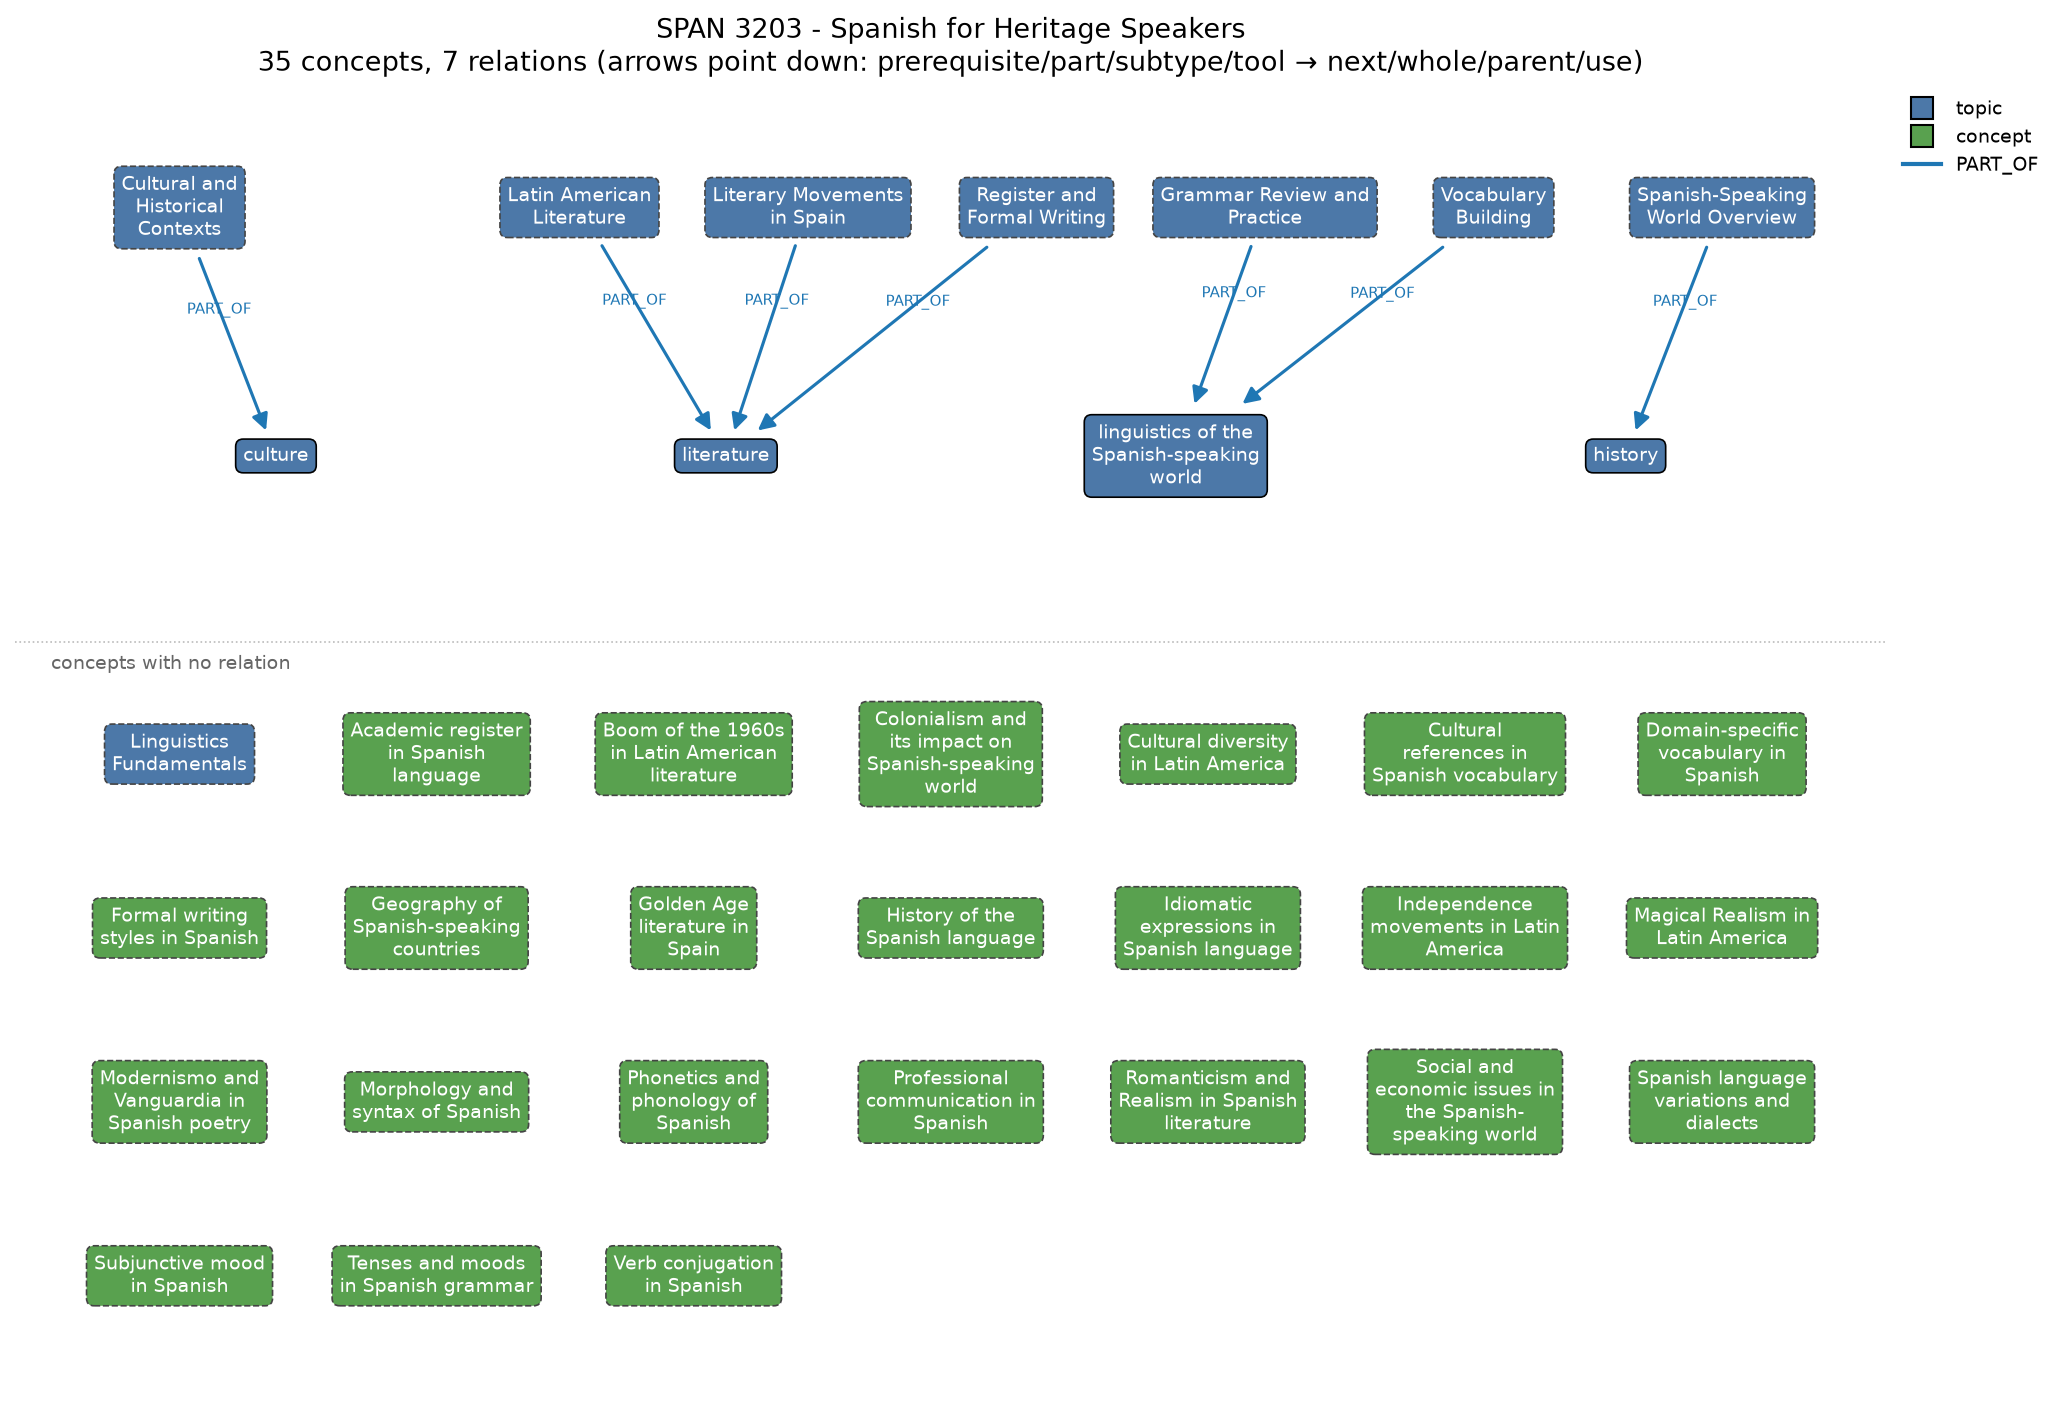 SPAN 3203 - Spanish for Heritage Speakers
35 concepts, 7 relations (arrows point down: prerequisite/part/subtype/tool → next/whole/parent/use)
topic
concept
PART_OF
Cultural and
Historical
Contexts
Latin American
Literature
Literary Movements
in Spain
Register and
Formal Writing
Grammar Review and
Practice
Vocabulary
Building
Spanish-Speaking
World Overview
PART_OF
PART_OF
PART_OF
PART_OF
PART_OF
PART_OF
PART_OF
culture
literature
linguistics of the
Spanish-speaking
world
history
concepts with no relation
Linguistics
Fundamentals
Academic register
in Spanish
language
Boom of the 1960s
in Latin American
literature
Colonialism and
its impact on
Spanish-speaking
world
Cultural diversity
in Latin America
Cultural
references in
Spanish vocabulary
Domain-specific
vocabulary in
Spanish
Formal writing
styles in Spanish
Geography of
Spanish-speaking
countries
Golden Age
literature in
Spain
History of the
Spanish language
Idiomatic
expressions in
Spanish language
Independence
movements in Latin
America
Magical Realism in
Latin America
Modernismo and
Vanguardia in
Spanish poetry
Morphology and
syntax of Spanish
Phonetics and
phonology of
Spanish
Professional
communication in
Spanish
Romanticism and
Realism in Spanish
literature
Social and
economic issues in
the Spanish-
speaking world
Spanish language
variations and
dialects
Subjunctive mood
in Spanish
Tenses and moods
in Spanish grammar
Verb conjugation
in Spanish